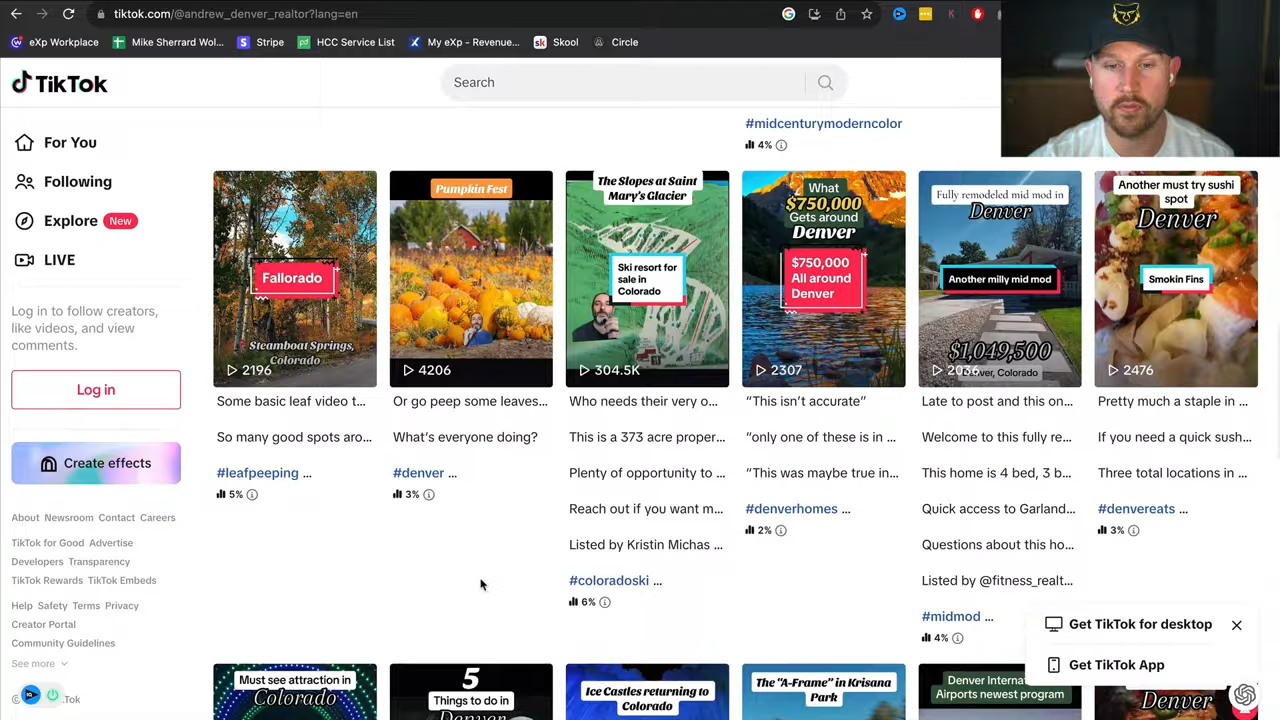 tiktok.com/@andrew_denver_realtor?lang=en
eXp Workplace
Mike Sherrard Wol...
Stripe
HCC Service List
My eXp - Revenue...
Skool
Circle
TikTok
Search
For You
Following
Explore New
LIVE
Log in to follow creators,
like videos, and view
comments.
Log in
Create effects
About Newsroom Contact Careers
TikTok for Good Advertise
Developers Transparency
TikTok Rewards TikTok Embeds
Help Safety Terms Privacy
Creator Portal
Community Guidelines
See more
Tok
#midcenturymoderncolor
4%
Fallorado
Steamboat Springs,
Colorado
2196
Some basic leaf video t...
So many good spots aro...
#leafpeeping ...
5%
Pumpkin Fest
4206
Or go peep some leaves...
What's everyone doing?
#denver ...
3%
The Slopes at Saint
Mary's Glacier
Ski resort for
sale in
Colorado
304.5K
Who needs their very o...
This is a 373 acre proper...
Plenty of opportunity to ...
Reach out if you want m...
Listed by Kristin Michas ...
#coloradoski ...
6%
What
$750,000
Gets around
Denver
$750,000
All around
Denver
2307
“This isn't accurate”
“only one of these is in ...
“This was maybe true in...
#denverhomes ...
2%
Fully remodeled mid mod in
Denver
Another milly mid mod
$1,049,500
Denver, Colorado
2036
Late to post and this on...
Welcome to this fully re...
This home is 4 bed, 3 b...
Quick access to Garland...
Questions about this ho...
Listed by @fitness_realt...
#midmod ...
4%
Another must try sushi
spot
Denver
Smokin Fins
2476
Pretty much a staple in ...
If you need a quick sush...
Three total locations in ...
#denvereats ...
3%
Must see attraction in
Colorado
5
Things to do in
Denver
Ice Castles returning to
Colorado
The “A-Frame” in Krisana
Park
Denver Internat
Airports newest program
Denver
Get TikTok for desktop
Get TikTok App